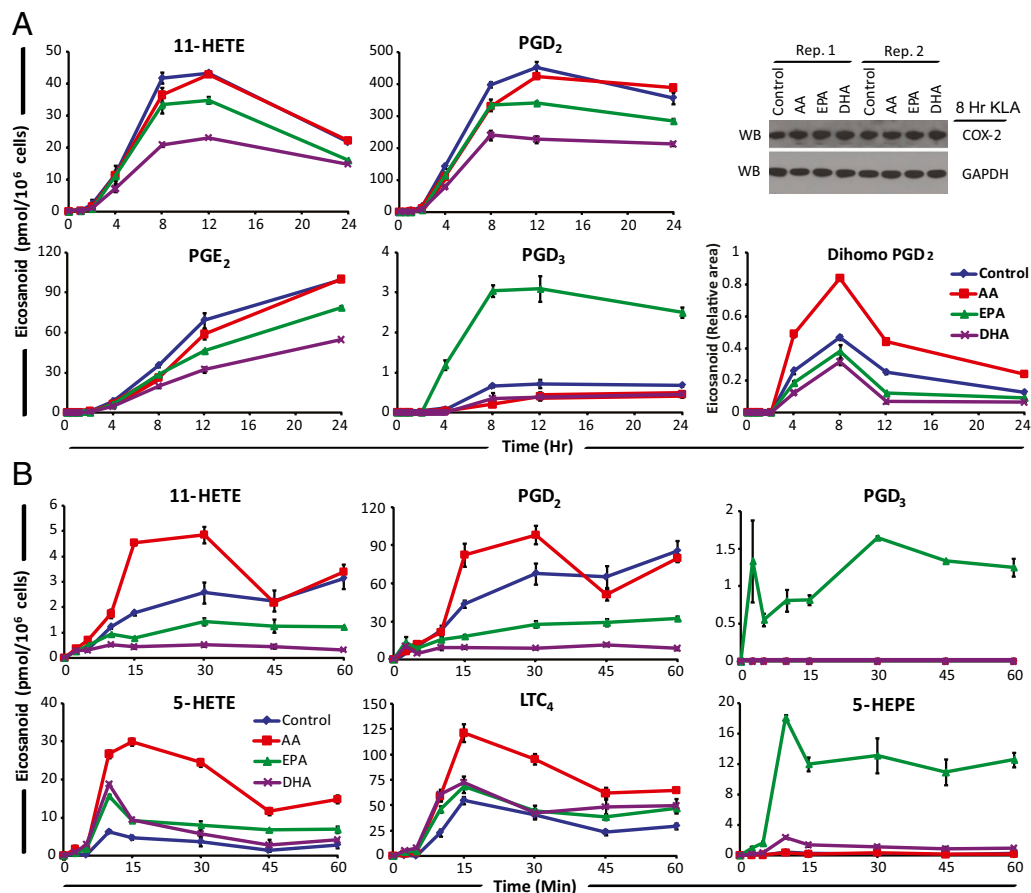 A
11-HETE
PGD2
Eicosanoid (pmol/10^6 cells)
50
40
30
20
10
0
0 4 8 12 16 20 24
500
400
300
200
100
0
0 4 8 12 16 20 24
Rep. 1 Rep. 2
Control AA EPA DHA Control AA EPA DHA
8 Hr KLA
WB COX-2
WB GAPDH
PGE2
120
90
60
30
0
0 4 8 12 16 20 24
PGD3
4
3
2
1
0
0 4 8 12 16 20 24
Dihomo PGD2
Eicosanoid (Relative area)
1
0.8
0.6
0.4
0.2
0
0 4 8 12 16 20 24
Control
AA
EPA
DHA
Time (Hr)
B
11-HETE
PGD2
PGD3
Eicosanoid (pmol/10^6 cells)
6
5
4
3
2
1
0
0 15 30 45 60
120
90
60
30
0
0 15 30 45 60
2
1.5
1
0.5
0
0 15 30 45 60
5-HETE
40
30
20
10
0
0 15 30 45 60
Control
AA
EPA
DHA
LTC4
150
125
100
75
50
25
0
0 15 30 45 60
5-HEPE
20
16
12
8
4
0
0 15 30 45 60
Time (Min)